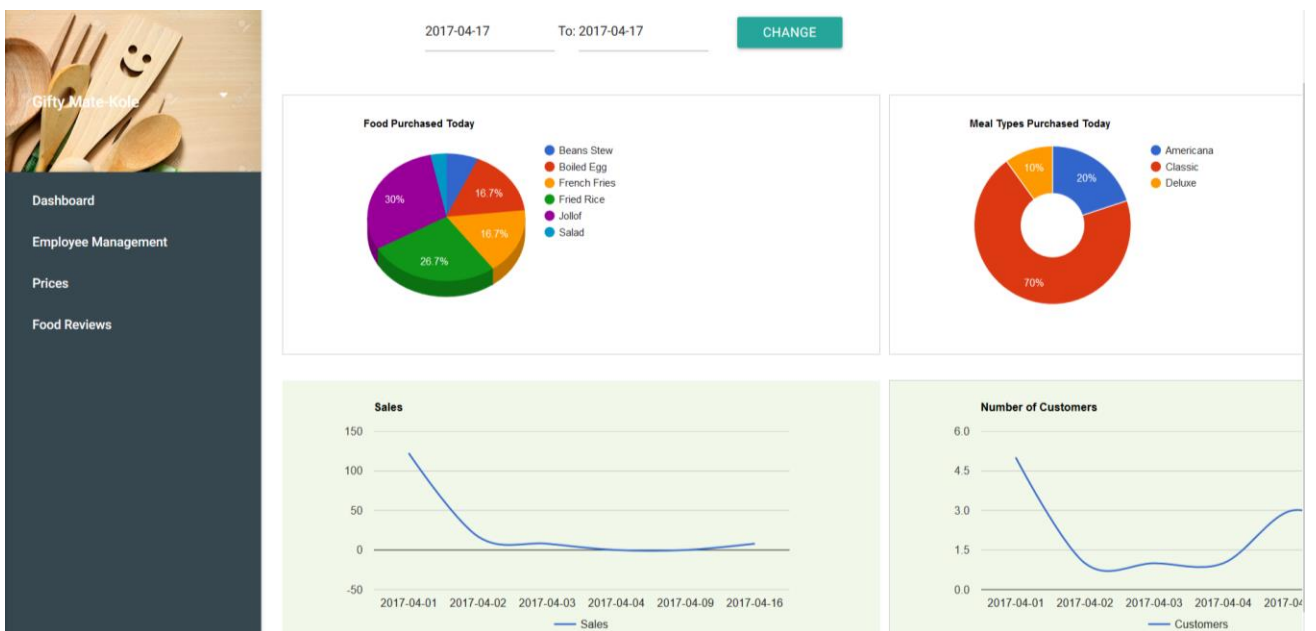 2017-04-17 To: 2017-04-17 CHANGE
Gifty Mate-Kole
Dashboard
Employee Management
Prices
Food Reviews
Food Purchased Today
Beans Stew
Boiled Egg
French Fries
Fried Rice
Jollof
Salad
30%
16.7%
16.7%
26.7%
Meal Types Purchased Today
Americana
Classic
Deluxe
10%
20%
70%
Sales
150
100
50
0
-50
2017-04-01 2017-04-02 2017-04-03 2017-04-04 2017-04-09 2017-04-16
Sales
Number of Customers
6.0
4.5
3.0
1.5
0.0
2017-04-01 2017-04-02 2017-04-03 2017-04-04 2017-04
Customers